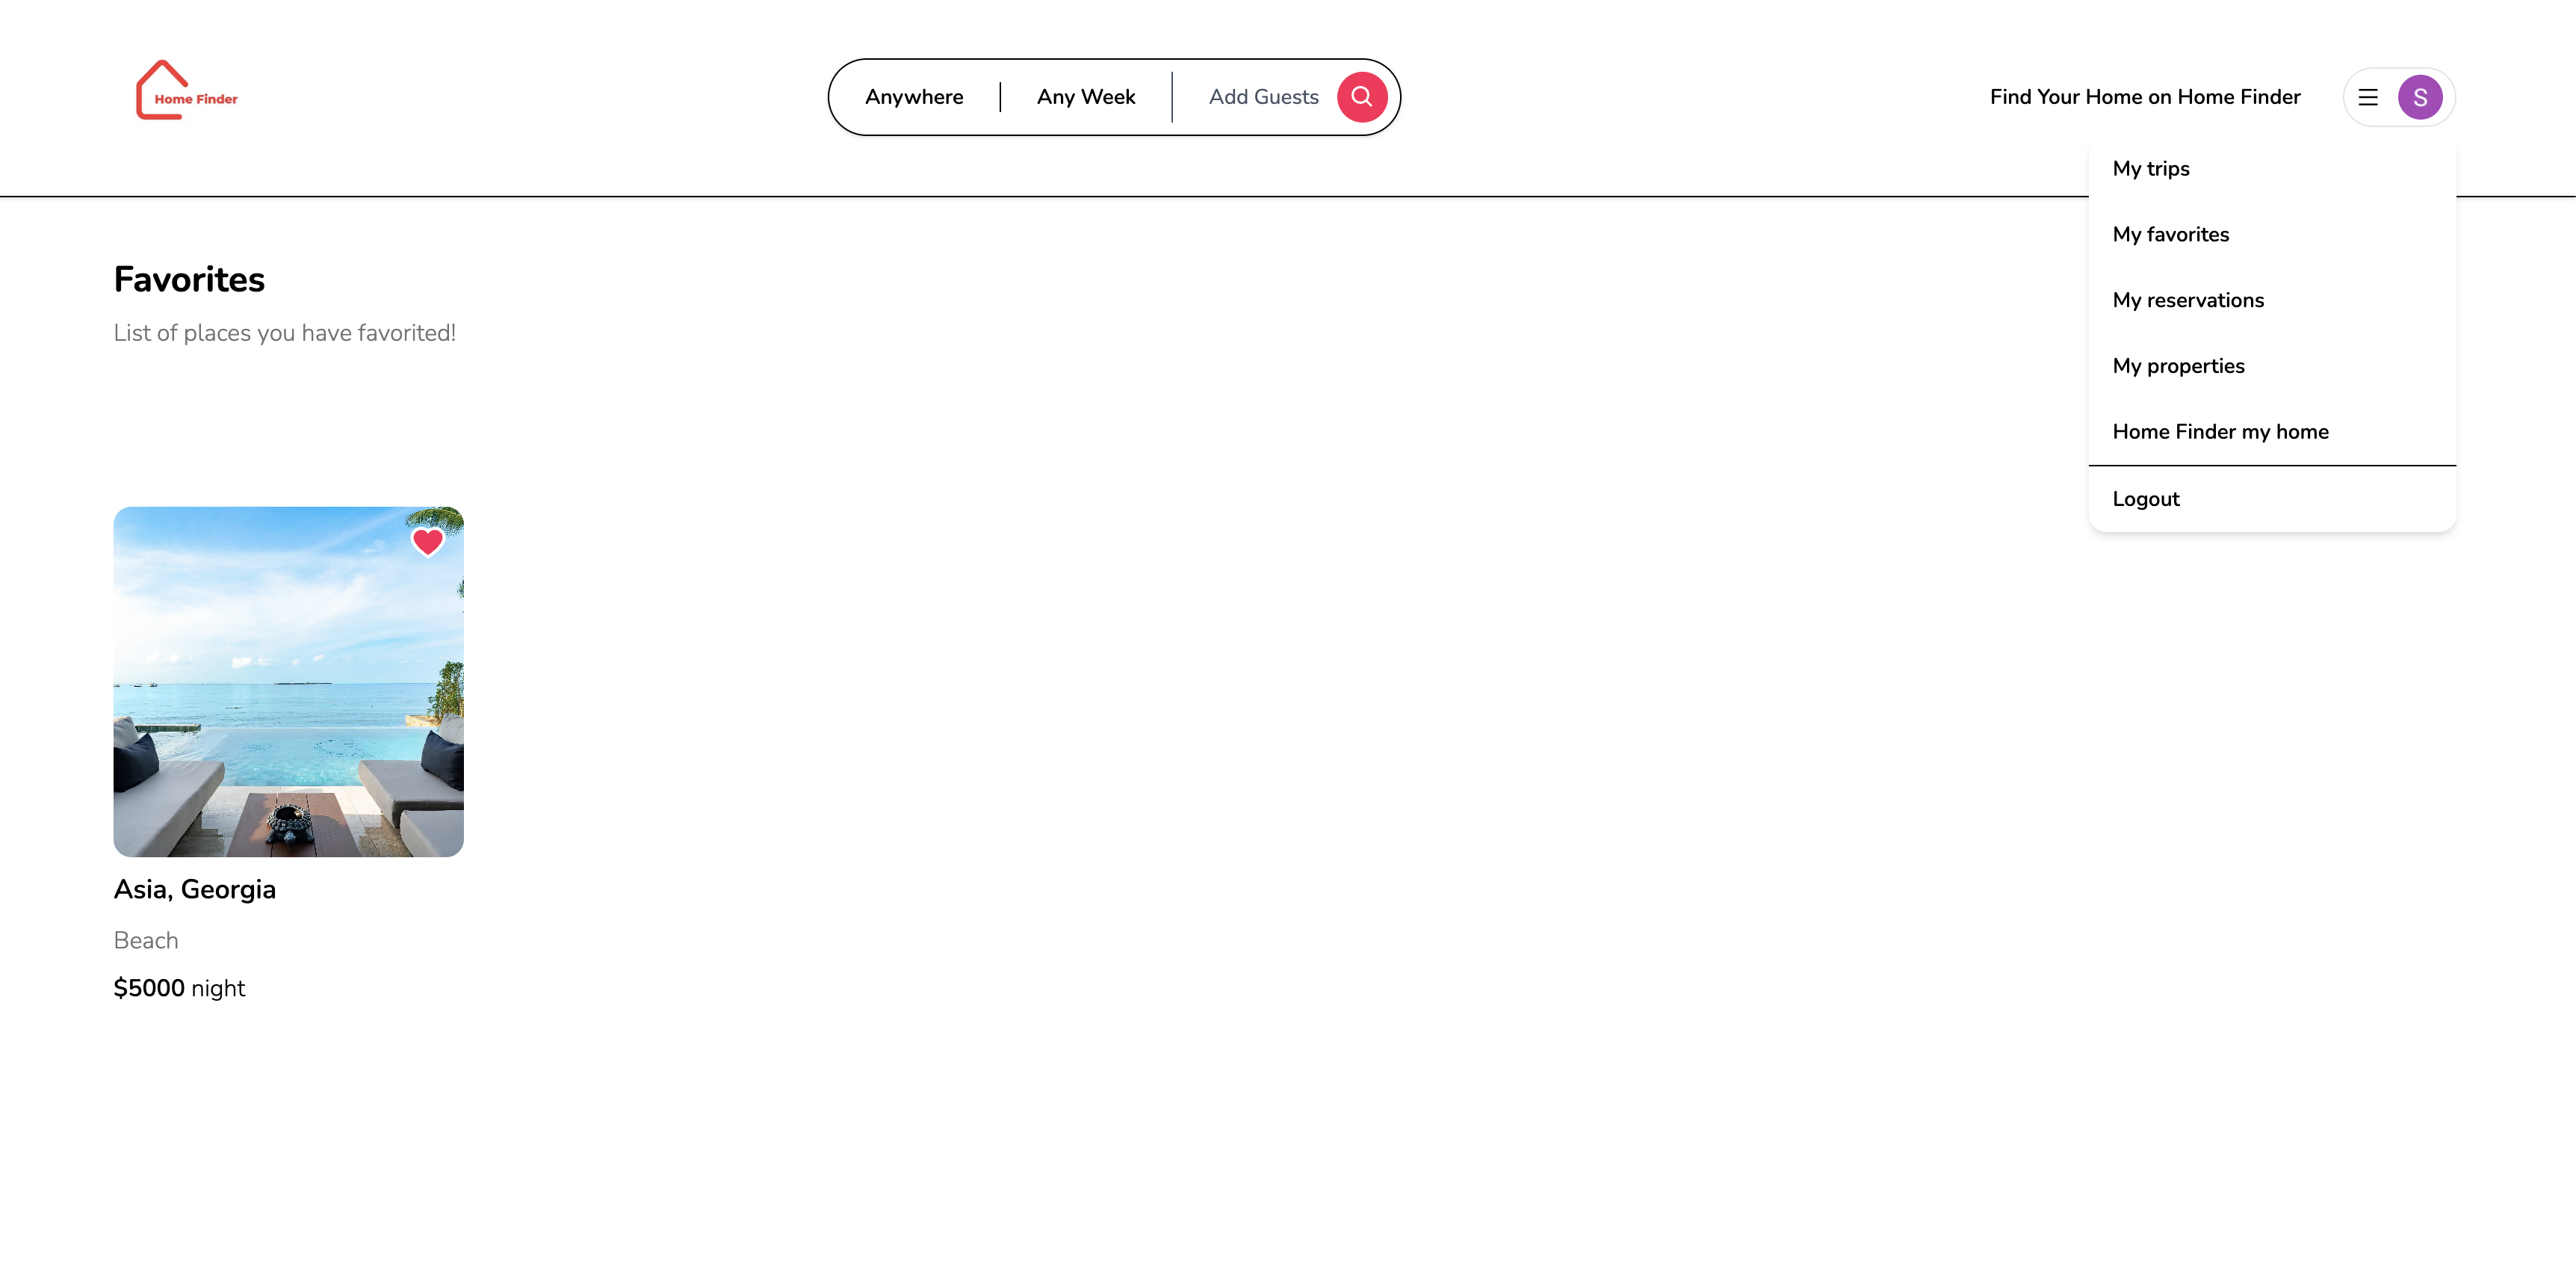 Home Finder
Anywhere
Any Week
Add Guests
Find Your Home on Home Finder
S
My trips
My favorites
My reservations
My properties
Home Finder my home
Logout
Favorites
List of places you have favorited!
Asia, Georgia
Beach
$5000 night